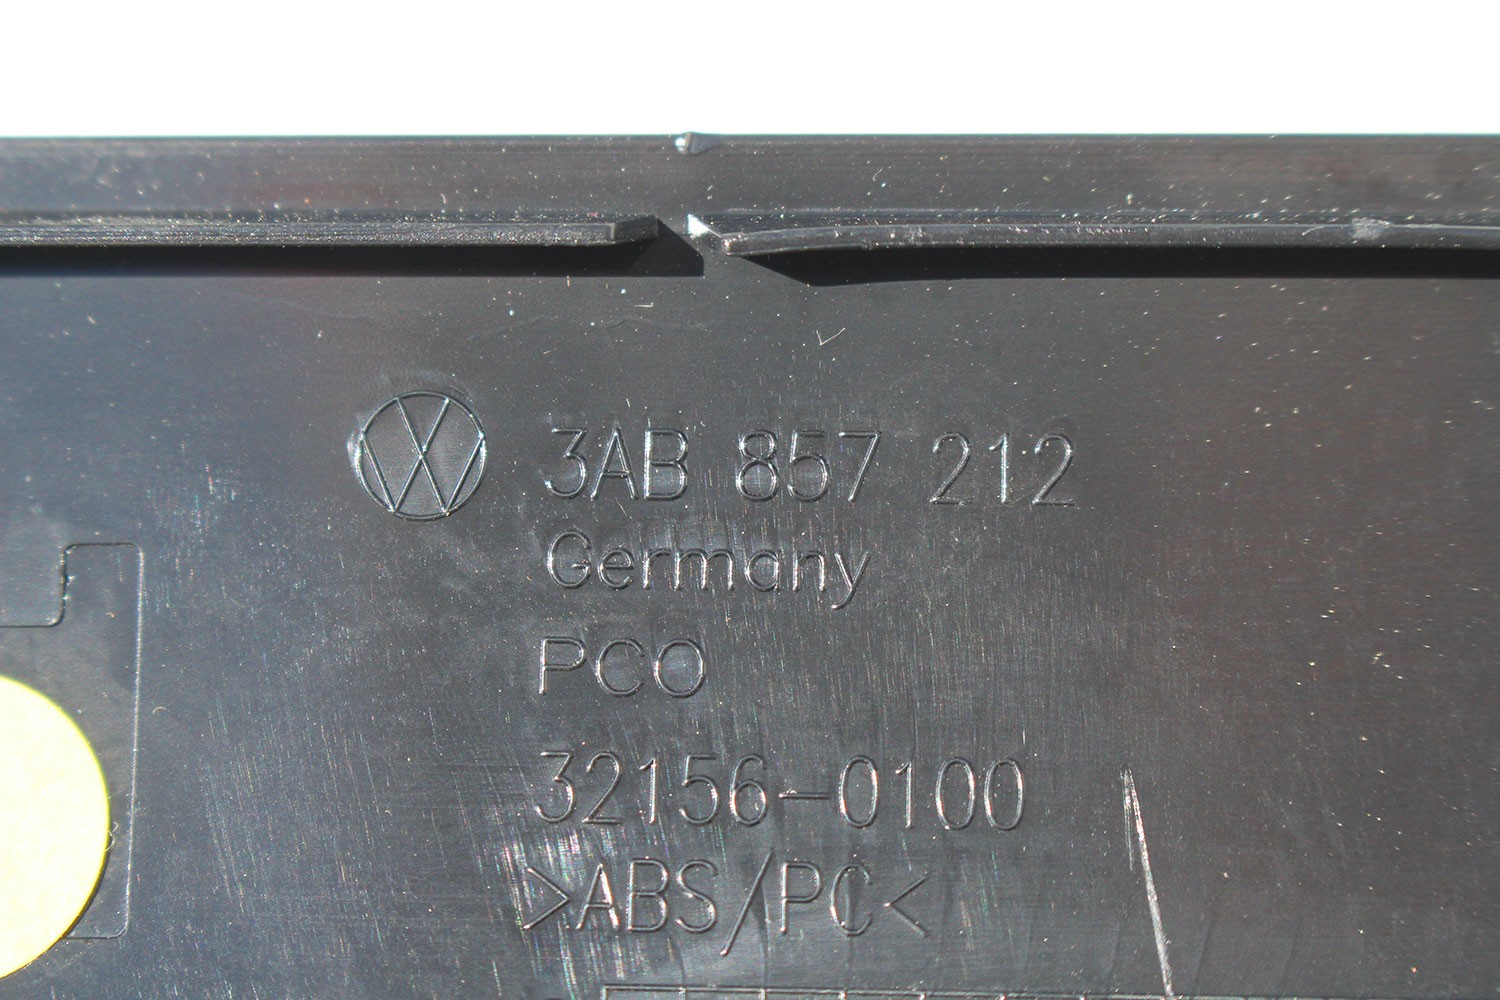 3AB 857 212
Germany
PCO
32156-0100
>ABS/PC<